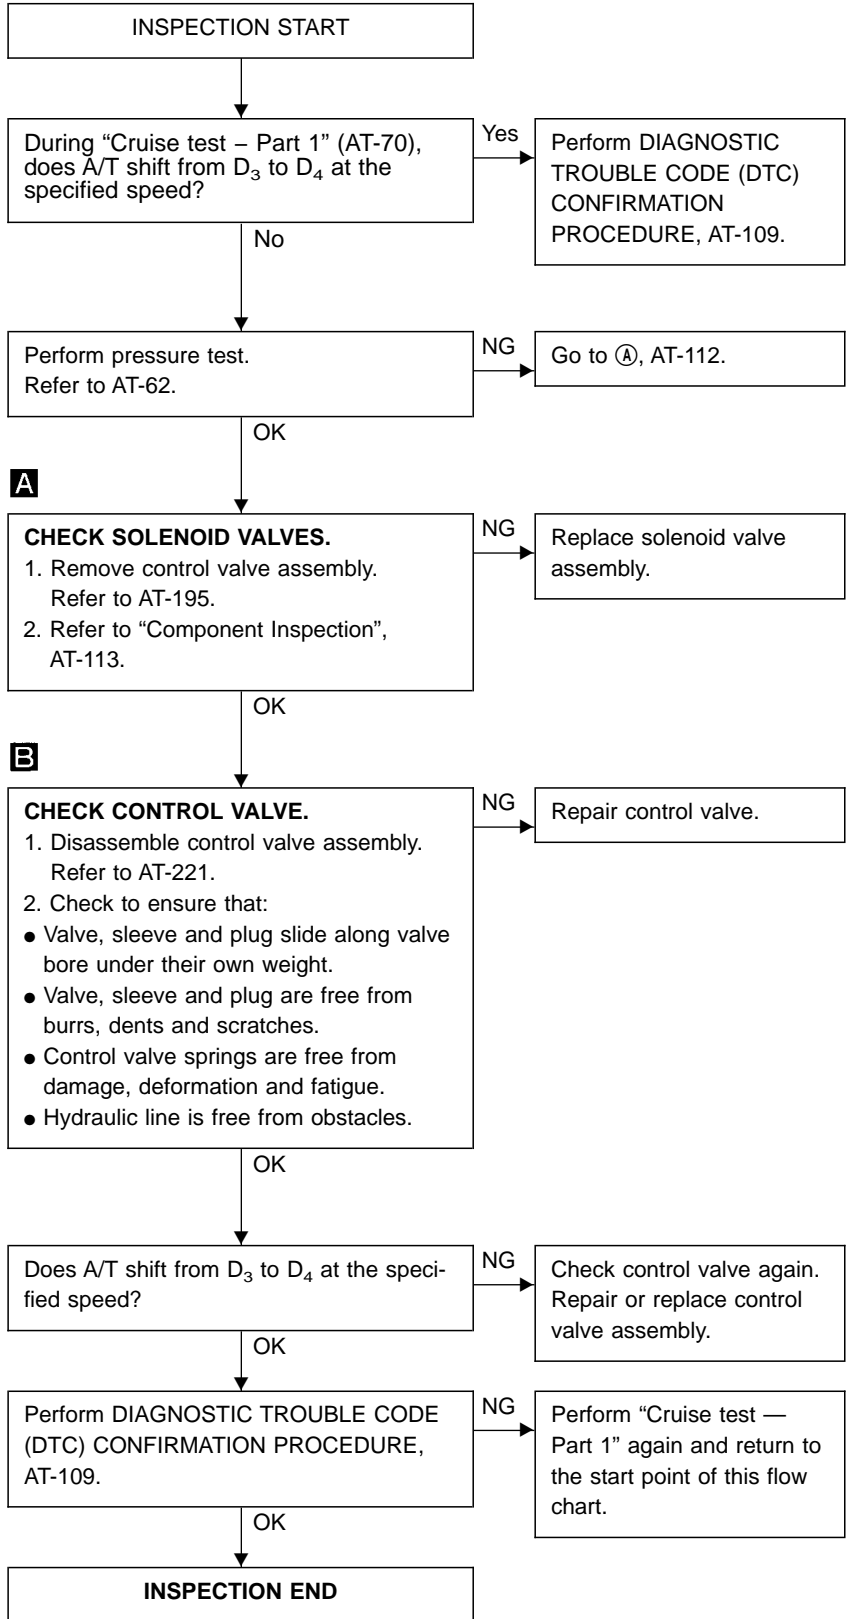 INSPECTION START
During “Cruise test – Part 1” (AT-70),
does A/T shift from D₃ to D₄ at the
specified speed?
Yes
Perform DIAGNOSTIC
TROUBLE CODE (DTC)
CONFIRMATION
PROCEDURE, AT-109.
No
Perform pressure test.
Refer to AT-62.
NG
Go to Ⓐ, AT-112.
OK
A
CHECK SOLENOID VALVES.
1. Remove control valve assembly.
Refer to AT-195.
2. Refer to “Component Inspection”,
AT-113.
NG
Replace solenoid valve
assembly.
OK
B
CHECK CONTROL VALVE.
1. Disassemble control valve assembly.
Refer to AT-221.
2. Check to ensure that:
● Valve, sleeve and plug slide along valve
bore under their own weight.
● Valve, sleeve and plug are free from
burrs, dents and scratches.
● Control valve springs are free from
damage, deformation and fatigue.
● Hydraulic line is free from obstacles.
NG
Repair control valve.
OK
Does A/T shift from D₃ to D₄ at the speci-
fied speed?
NG
Check control valve again.
Repair or replace control
valve assembly.
OK
Perform DIAGNOSTIC TROUBLE CODE
(DTC) CONFIRMATION PROCEDURE,
AT-109.
NG
Perform “Cruise test —
Part 1” again and return to
the start point of this flow
chart.
OK
INSPECTION END